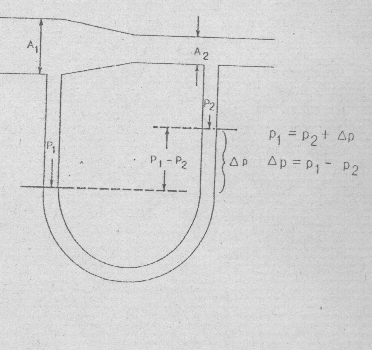 A1
A2
P2
P1
P1 - P2
Δp
p1 = p2 + Δp
Δp = p1 - p2